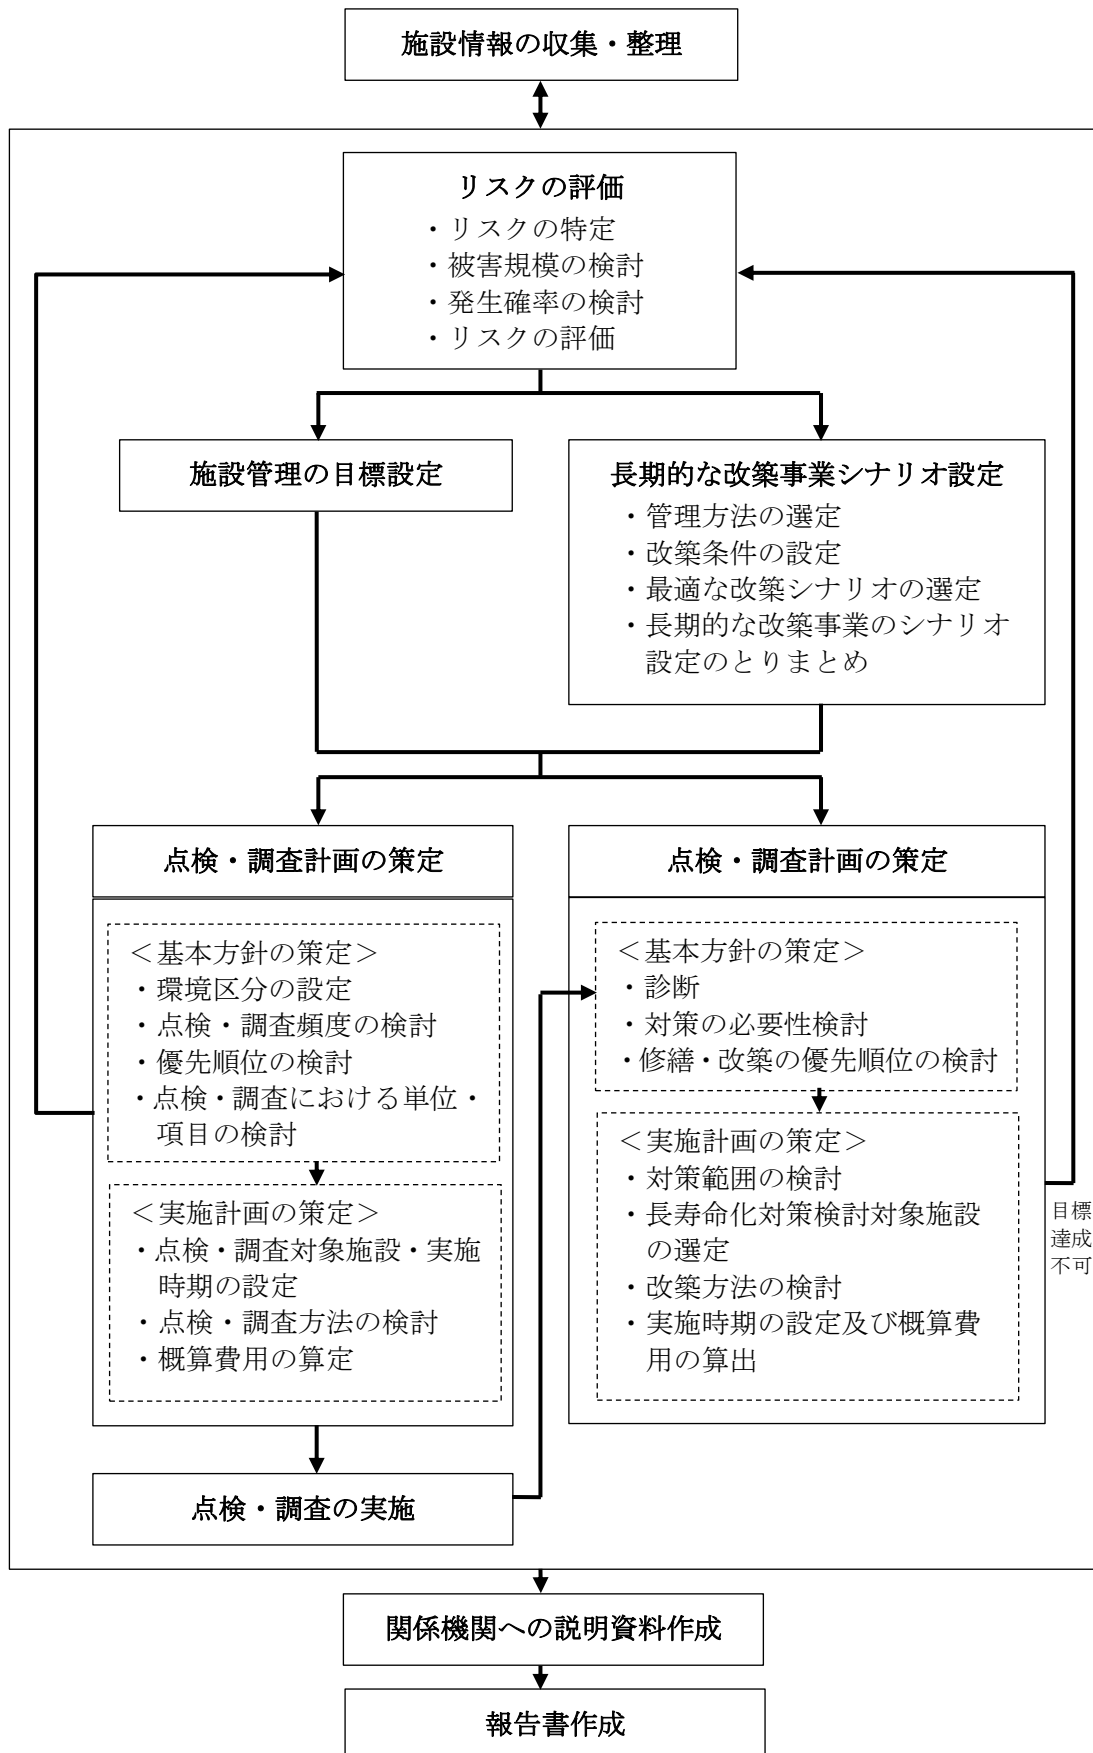 施設情報の収集・整理
リスクの評価
・リスクの特定
・被害規模の検討
・発生確率の検討
・リスクの評価
施設管理の目標設定
長期的な改築事業シナリオ設定
・管理方法の選定
・改築条件の設定
・最適な改築シナリオの選定
・長期的な改築事業のシナリオ
設定のとりまとめ
点検・調査計画の策定
＜基本方針の策定＞
・環境区分の設定
・点検・調査頻度の検討
・優先順位の検討
・点検・調査における単位・
項目の検討
＜実施計画の策定＞
・点検・調査対象施設・実施
時期の設定
・点検・調査方法の検討
・概算費用の算定
点検・調査の実施
点検・調査計画の策定
＜基本方針の策定＞
・診断
・対策の必要性検討
・修繕・改築の優先順位の検討
＜実施計画の策定＞
・対策範囲の検討
・長寿命化対策検討対象施設
の選定
・改築方法の検討
・実施時期の設定及び概算費
用の算出
目標
達成
不可
関係機関への説明資料作成
報告書作成